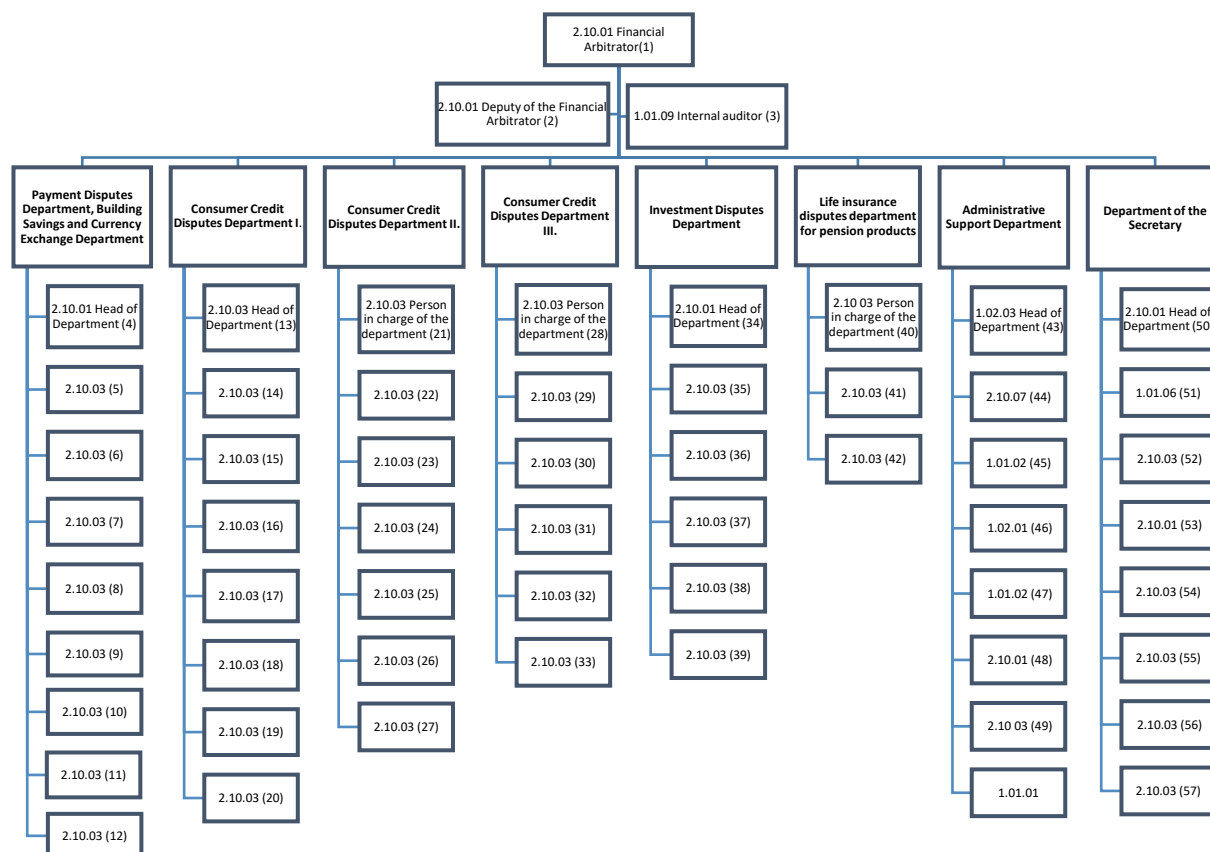 2.10.01 Financial
Arbitrator(1)
2.10.01 Deputy of the Financial
Arbitrator (2)
1.01.09 Internal auditor (3)
Payment Disputes
Department, Building
Savings and Currency
Exchange Department
2.10.01 Head of
Department (4)
2.10.03 (5)
2.10.03 (6)
2.10.03 (7)
2.10.03 (8)
2.10.03 (9)
2.10.03 (10)
2.10.03 (11)
2.10.03 (12)
Consumer Credit
Disputes Department I.
2.10.03 Head of
Department (13)
2.10.03 (14)
2.10.03 (15)
2.10.03 (16)
2.10.03 (17)
2.10.03 (18)
2.10.03 (19)
2.10.03 (20)
Consumer Credit
Disputes Department II.
2.10.03 Person
in charge of the
department (21)
2.10.03 (22)
2.10.03 (23)
2.10.03 (24)
2.10.03 (25)
2.10.03 (26)
2.10.03 (27)
Consumer Credit
Disputes Department
III.
2.10.03 Person
in charge of the
department (28)
2.10.03 (29)
2.10.03 (30)
2.10.03 (31)
2.10.03 (32)
2.10.03 (33)
Investment Disputes
Department
2.10.01 Head of
Department (34)
2.10.03 (35)
2.10.03 (36)
2.10.03 (37)
2.10.03 (38)
2.10.03 (39)
Life insurance
disputes department
for pension products
2.10 03 Person
in charge of the
department (40)
2.10.03 (41)
2.10.03 (42)
Administrative
Support Department
1.02.03 Head of
Department (43)
2.10.07 (44)
1.01.02 (45)
1.02.01 (46)
1.01.02 (47)
2.10.01 (48)
2.10 03 (49)
1.01.01
Department of the
Secretary
2.10.01 Head of
Department (50
1.01.06 (51)
2.10.03 (52)
2.10.01 (53)
2.10.03 (54)
2.10.03 (55)
2.10.03 (56)
2.10.03 (57)